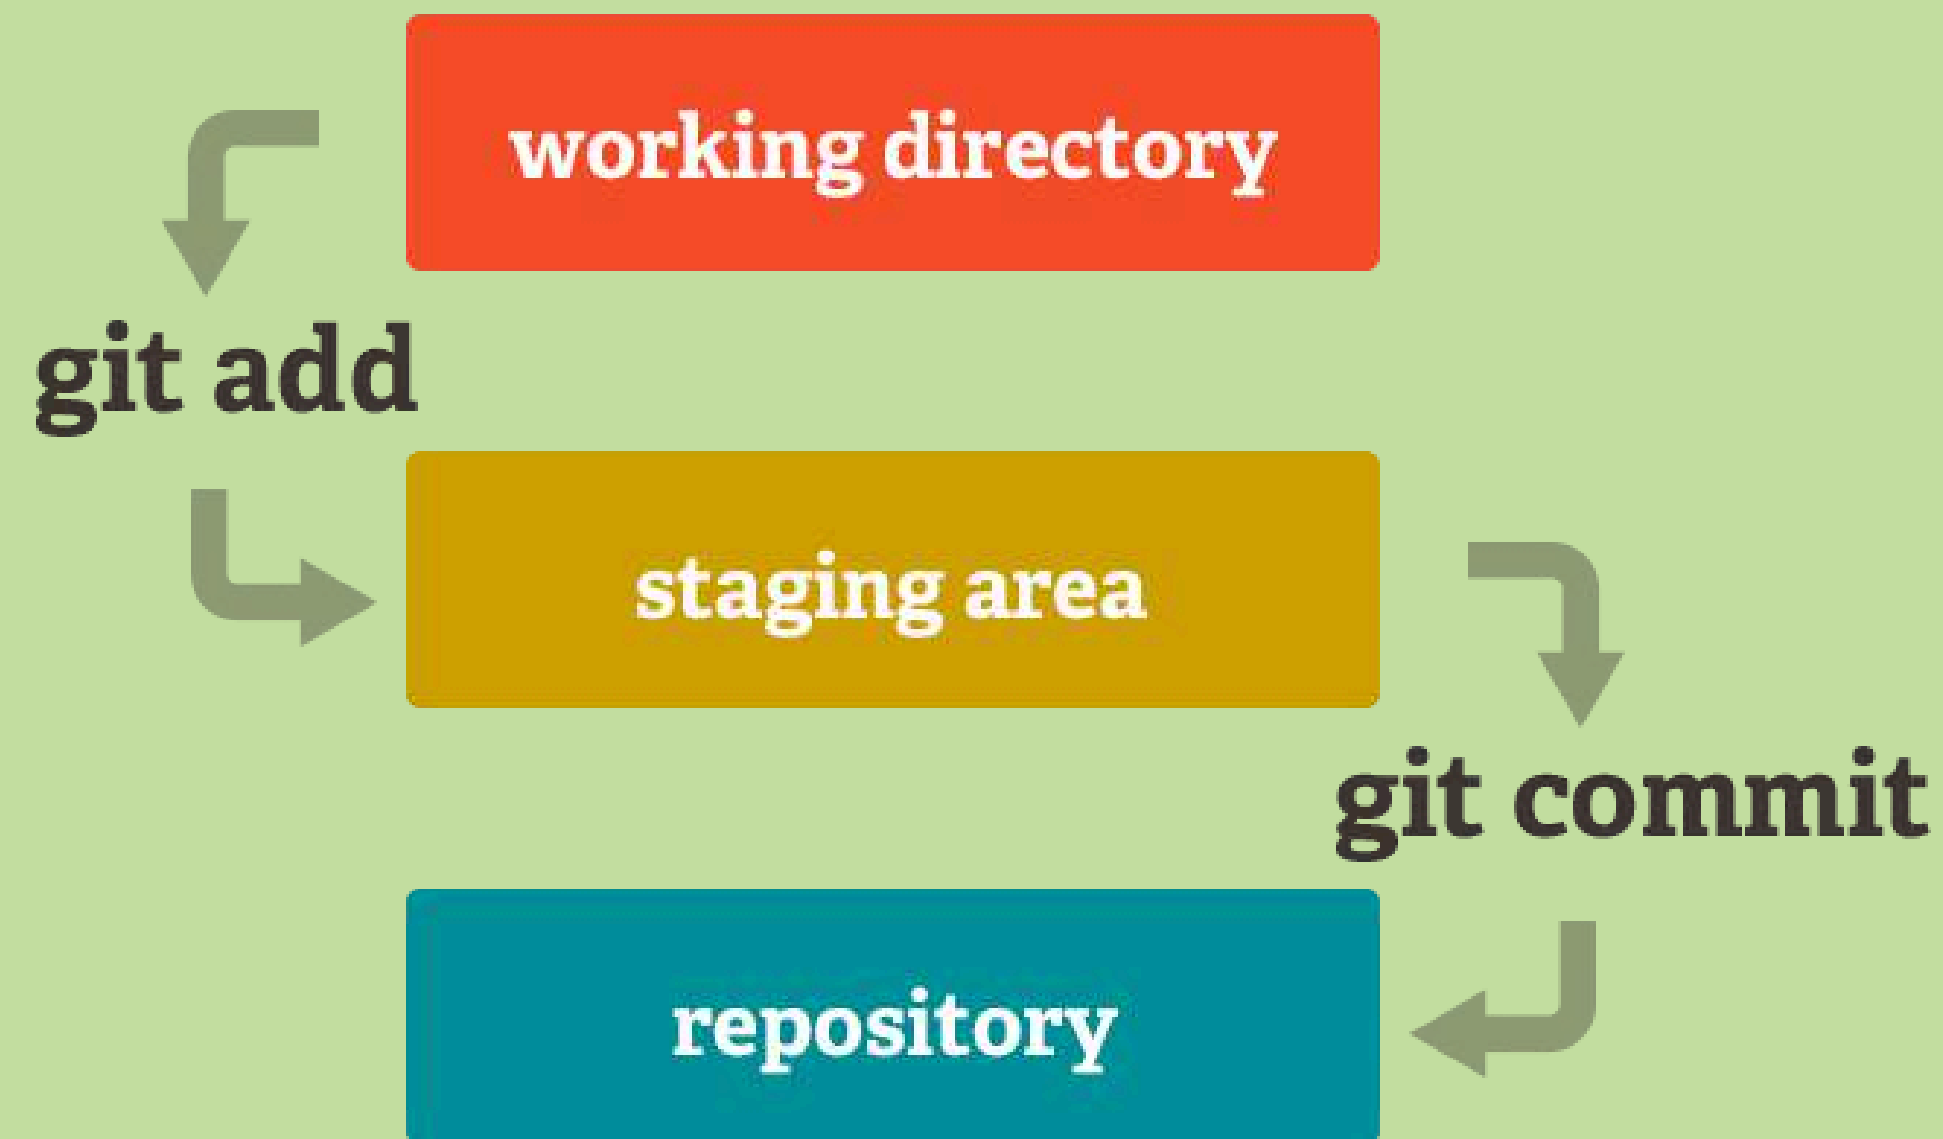 working directory
git add
staging area
git commit
repository